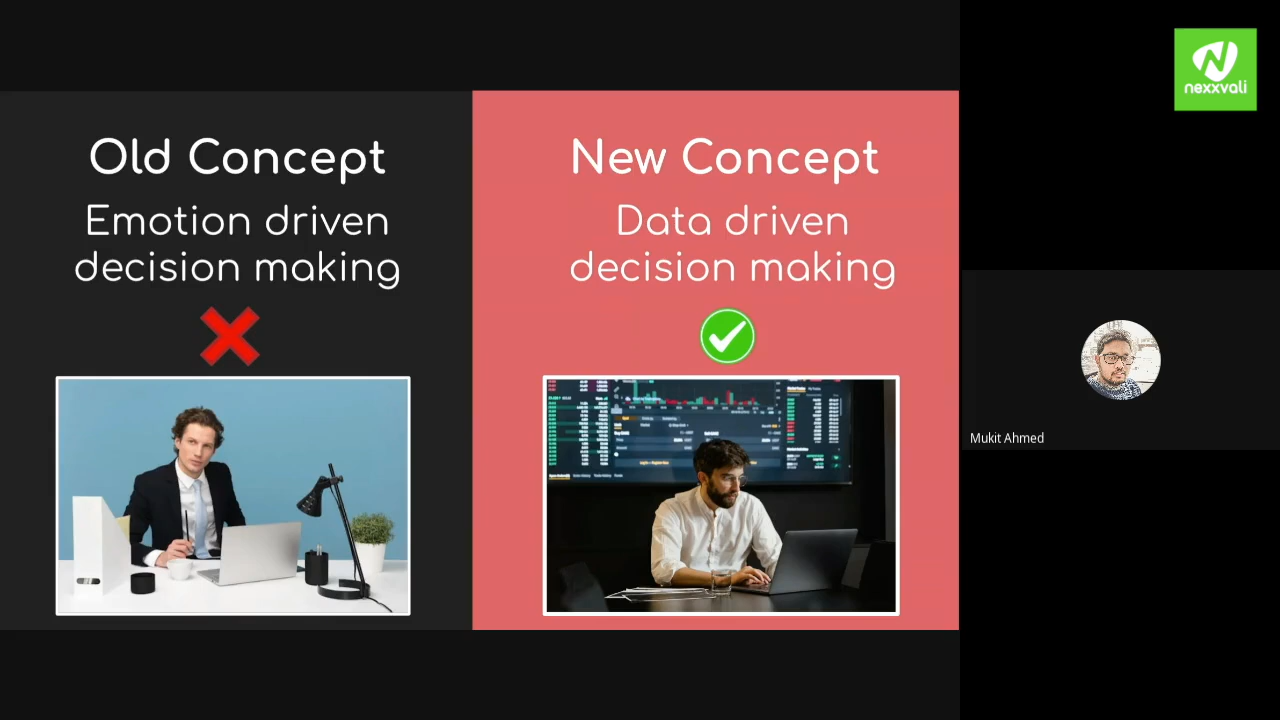 Old Concept
Emotion driven
decision making
New Concept
Data driven
decision making
nexxvali
Mukit Ahmed